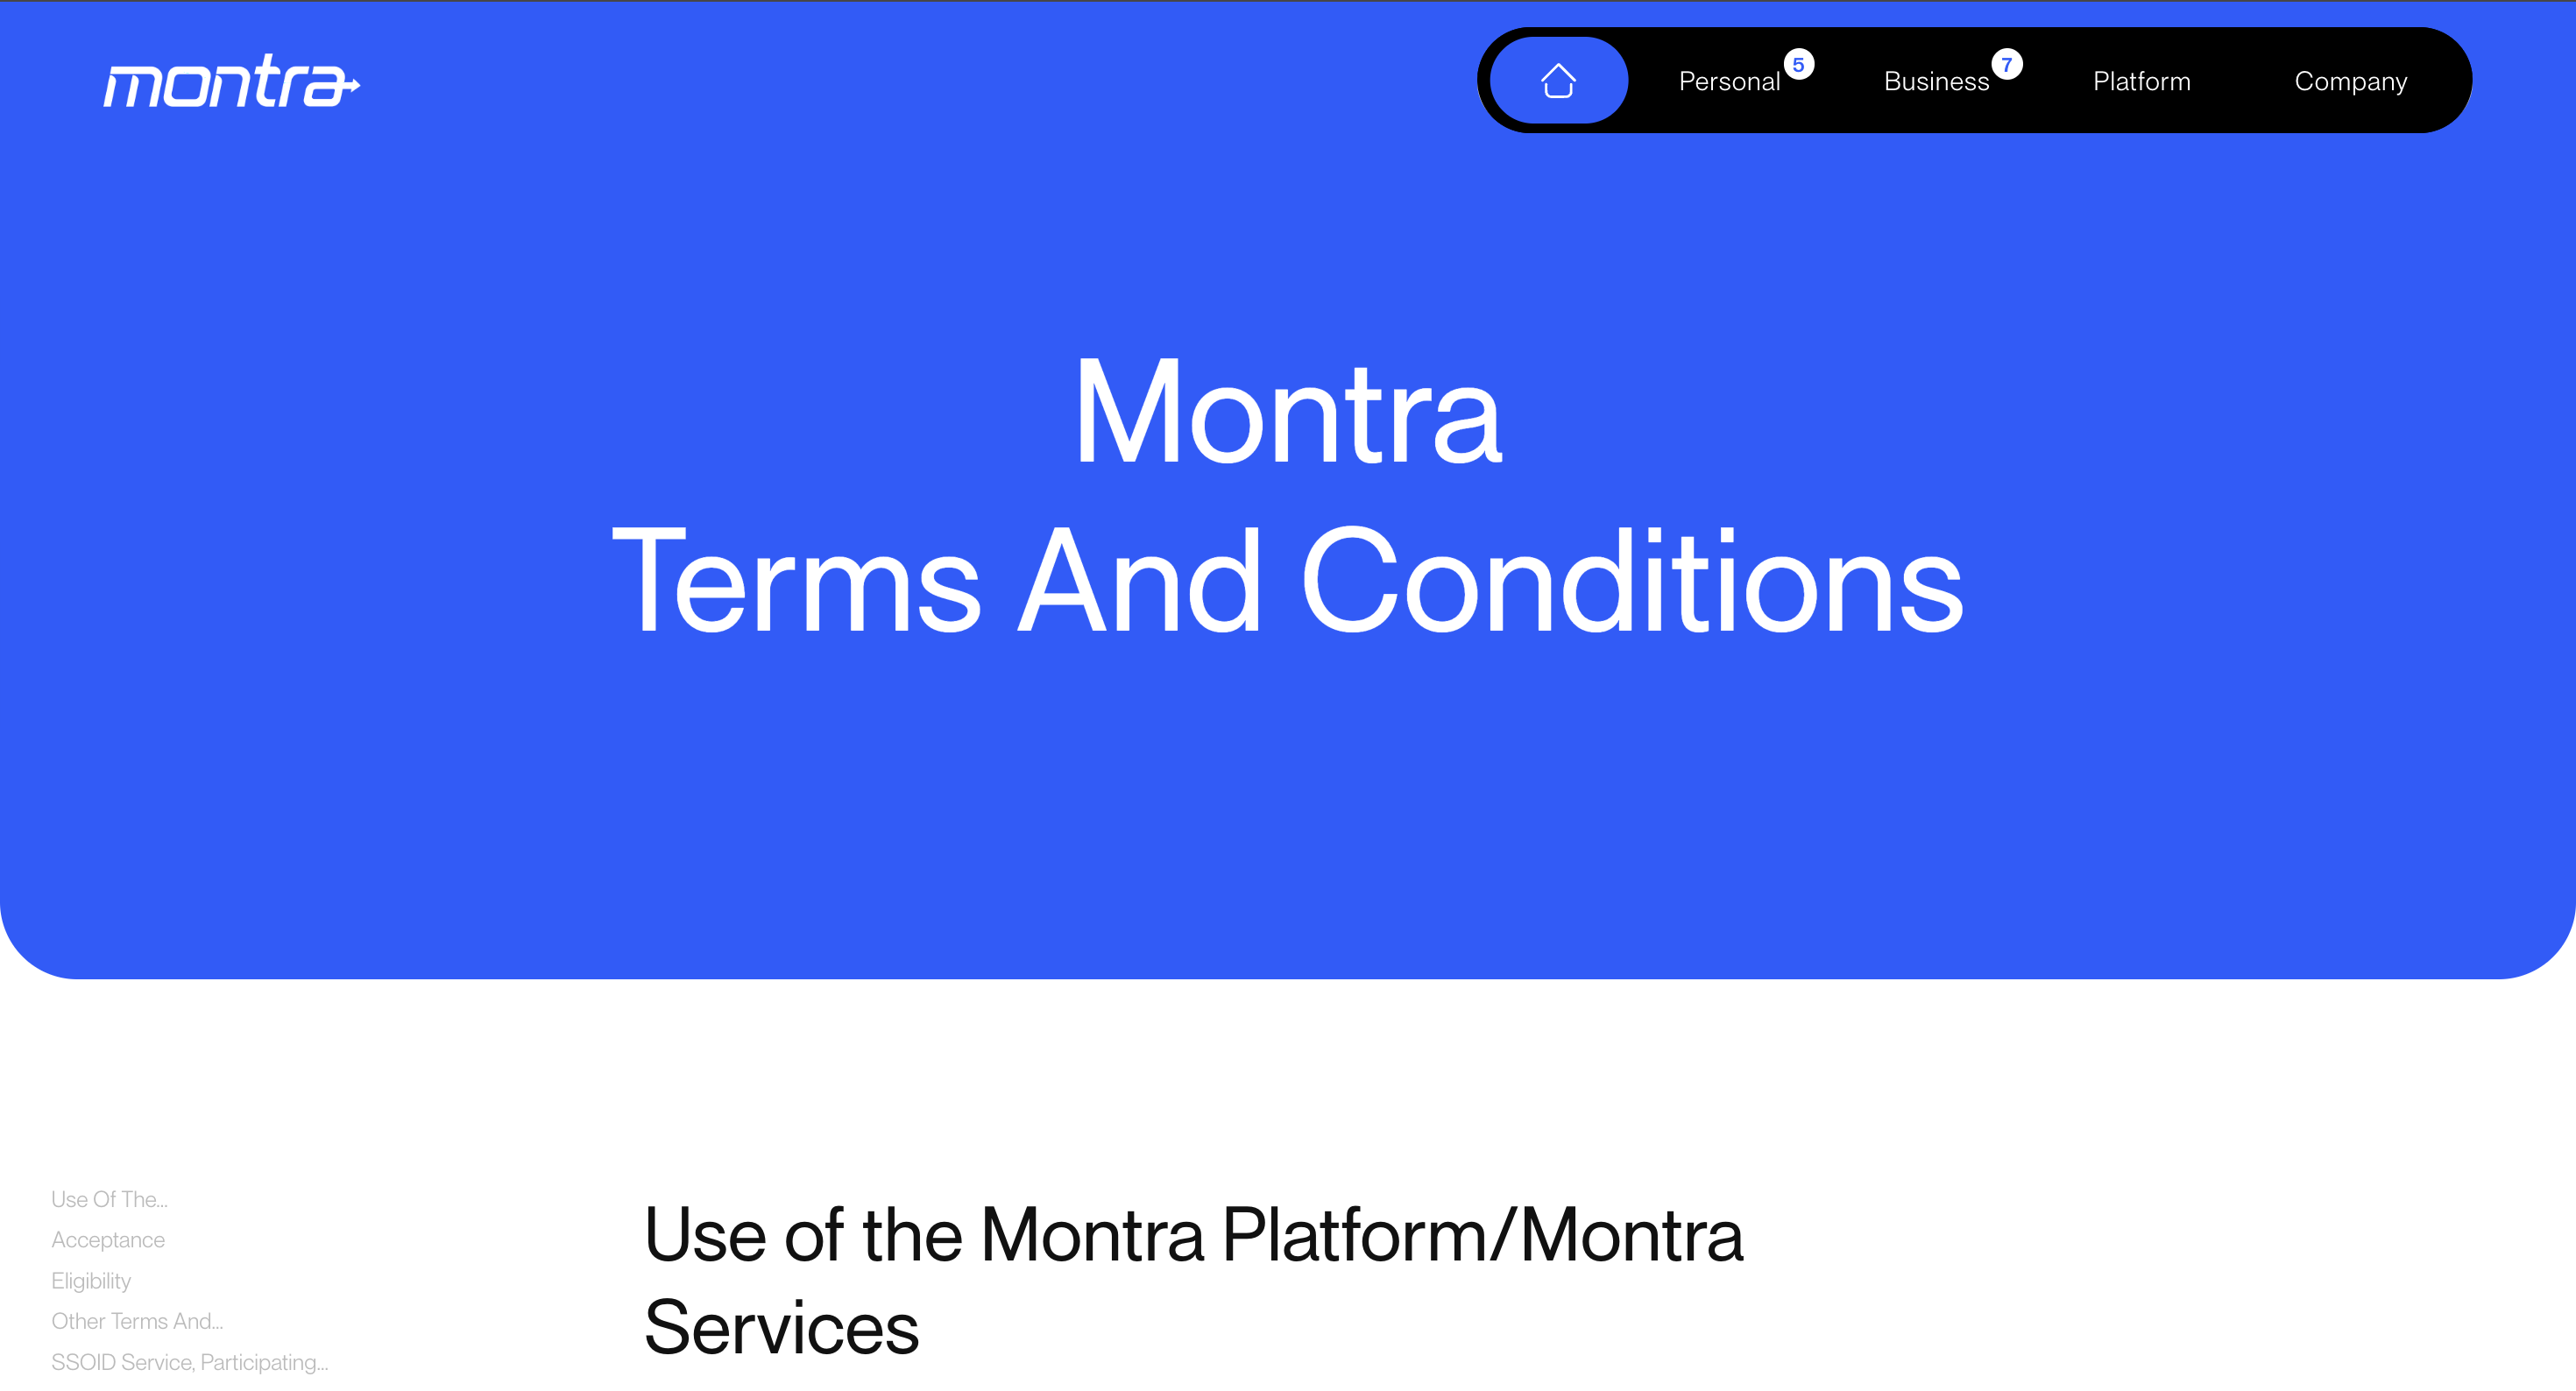 montra
Personal 5 Business 7 Platform Company
Montra
Terms And Conditions
Use Of The...
Acceptance
Eligibility
Other Terms And...
SSOID Service, Participating...
Use of the Montra Platform/Montra
Services